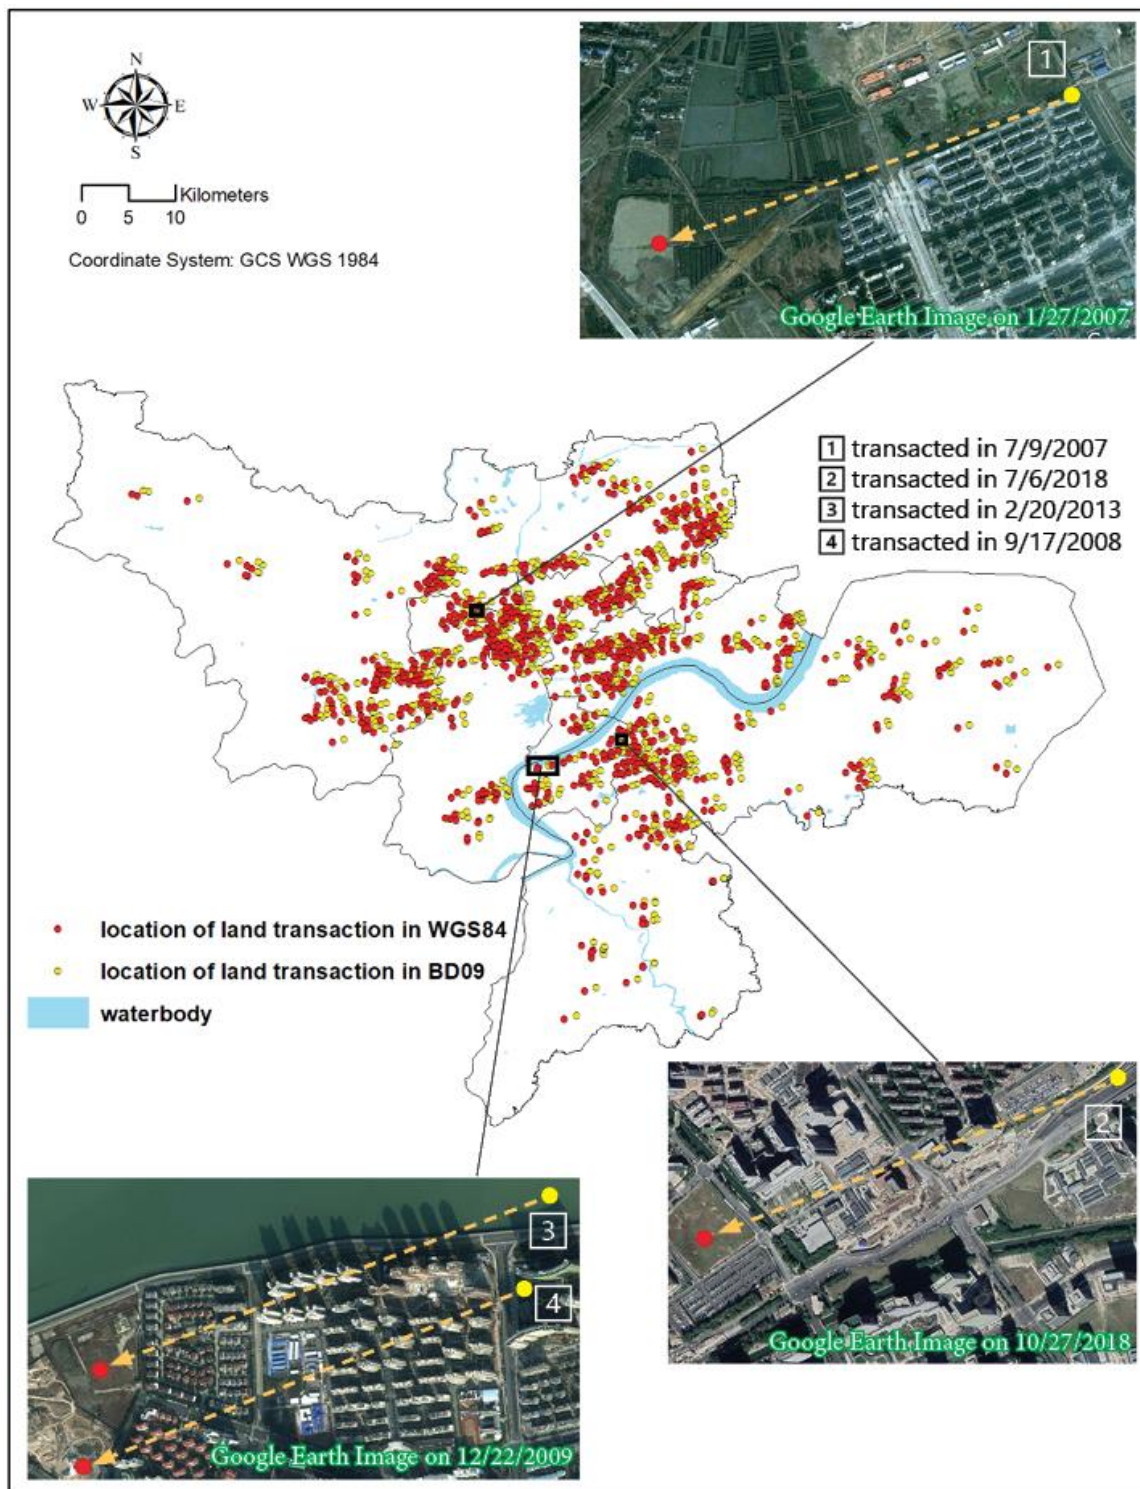 N
W E
S
Kilometers
0 5 10
Coordinate System: GCS WGS 1984
1
Google Earth Image on 1/27/2007
1 transacted in 7/9/2007
2 transacted in 7/6/2018
3 transacted in 2/20/2013
4 transacted in 9/17/2008
location of land transaction in WGS84
location of land transaction in BD09
waterbody
2
Google Earth Image on 10/27/2018
3
4
Google Earth Image on 12/22/2009